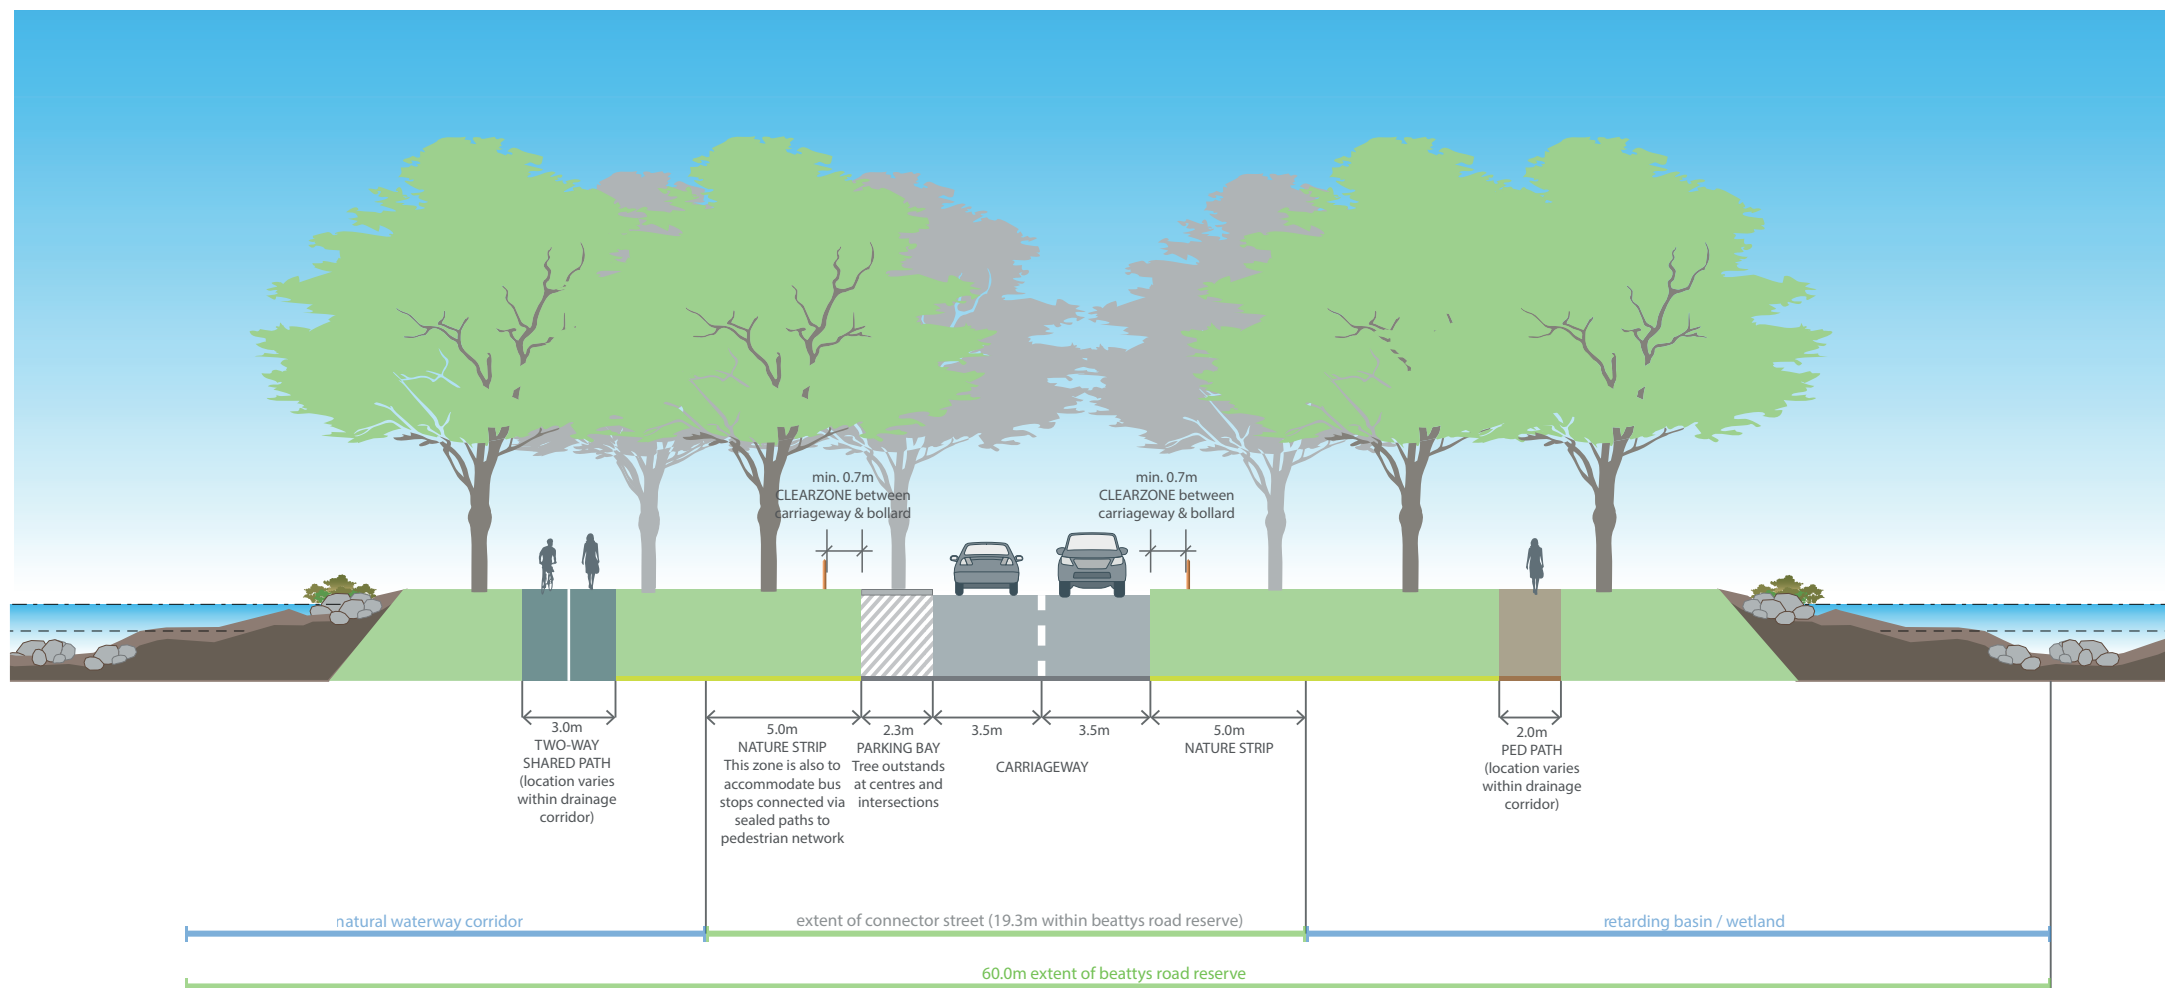 min. 0.7m
CLEARZONE between
carriageway & bollard
min. 0.7m
CLEARZONE between
carriageway & bollard
3.0m
TWO-WAY
SHARED PATH
(location varies
within drainage
corridor)
5.0m
NATURE STRIP
This zone is also to
accommodate bus
stops connected via
sealed paths to
pedestrian network
2.3m
PARKING BAY
Tree outstands
at centres and
intersections
3.5m
3.5m
CARRIAGEWAY
5.0m
NATURE STRIP
2.0m
PED PATH
(location varies
within drainage
corridor)
natural waterway corridor
extent of connector street (19.3m within beattys road reserve)
retarding basin / wetland
60.0m extent of beattys road reserve